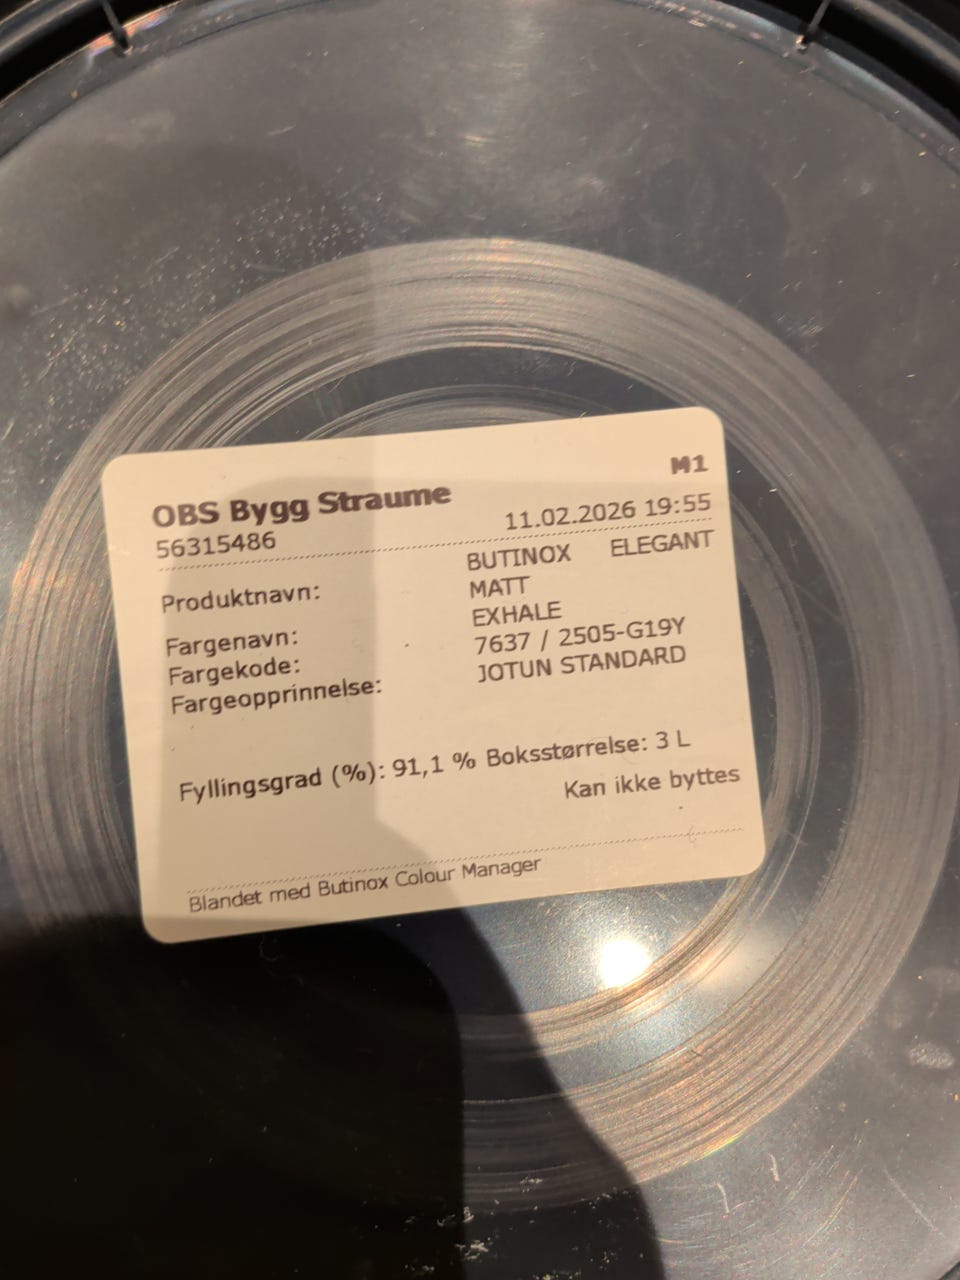 M1
OBS Bygg Straume
56315486 11.02.2026 19:55
Produktnavn: BUTINOX ELEGANT
MATT
Fargenavn: EXHALE
Fargekode: 7637 / 2505-G19Y
Fargeopprinnelse: JOTUN STANDARD
Fyllingsgrad (%): 91,1 % Boksstørrelse: 3 L
Kan ikke byttes
Blandet med Butinox Colour Manager